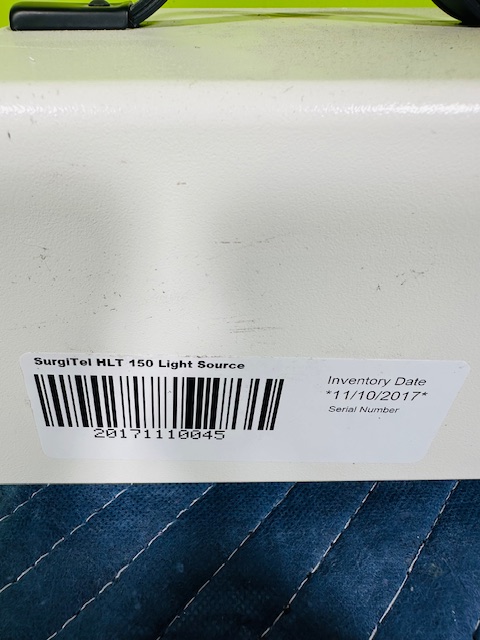 SurgiTel HLT 150 Light Source
20171110045
Inventory Date
*11/10/2017*
Serial Number